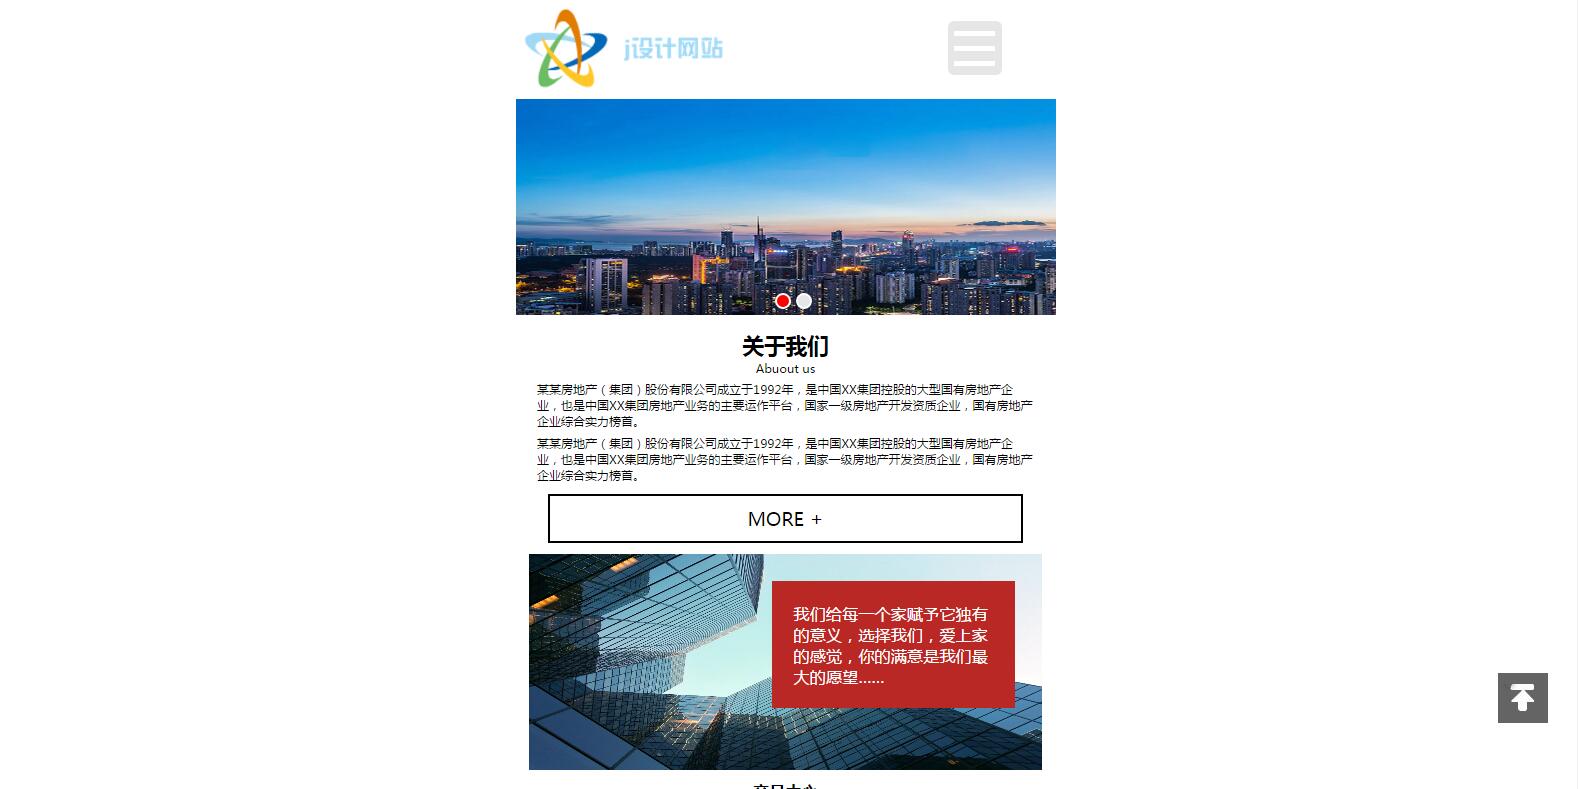 j设计网站
关于我们
Abuout us
某某房地产（集团）股份有限公司成立于1992年，是中国XX集团控股的大型国有房地产企
业，也是中国XX集团房地产业务的主要运作平台，国家一级房地产开发资质企业，国有房地产
企业综合实力榜首。
某某房地产（集团）股份有限公司成立于1992年，是中国XX集团控股的大型国有房地产企
业，也是中国XX集团房地产业务的主要运作平台，国家一级房地产开发资质企业，国有房地产
企业综合实力榜首。
MORE +
我们给每一个家赋予它独有
的意义，选择我们，爱上家
的感觉，你的满意是我们最
大的愿望......